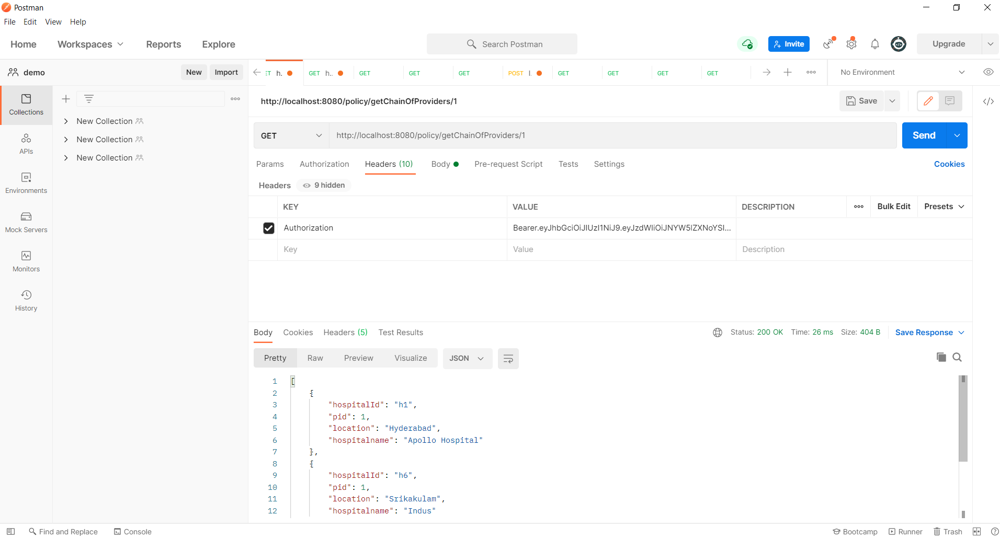 Postman
File Edit View Help
Home Workspaces Reports Explore Search Postman Invite Upgrade
demo New Import ET h. GET h.. GET GET GET POST l. GET GET GET GET No Environment
http://localhost:8080/policy/getChainOfProviders/1 Save
Collections
New Collection
New Collection
New Collection
APIs
Environments
Mock Servers
Monitors
History
GET http://localhost:8080/policy/getChainOfProviders/1 Send
Params Authorization Headers (10) Body Pre-request Script Tests Settings Cookies
Headers 9 hidden
KEY VALUE DESCRIPTION Bulk Edit Presets
Authorization Bearer.eyJhbGciOiJIUzI1NiJ9.eyJzdWIiOiJNYW5lZXNoYSI...
Key Value Description
Body Cookies Headers (5) Test Results Status: 200 OK Time: 26 ms Size: 404 B Save Response
Pretty Raw Preview Visualize JSON
1 [
2 {
3 "hospitalId": "h1",
4 "pid": 1,
5 "location": "Hyderabad",
6 "hospitalname": "Apollo Hospital"
7 },
8 {
9 "hospitalId": "h6",
10 "pid": 1,
11 "location": "Srikakulam",
12 "hospitalname": "Indus"
Find and Replace Console Bootcamp Runner Trash